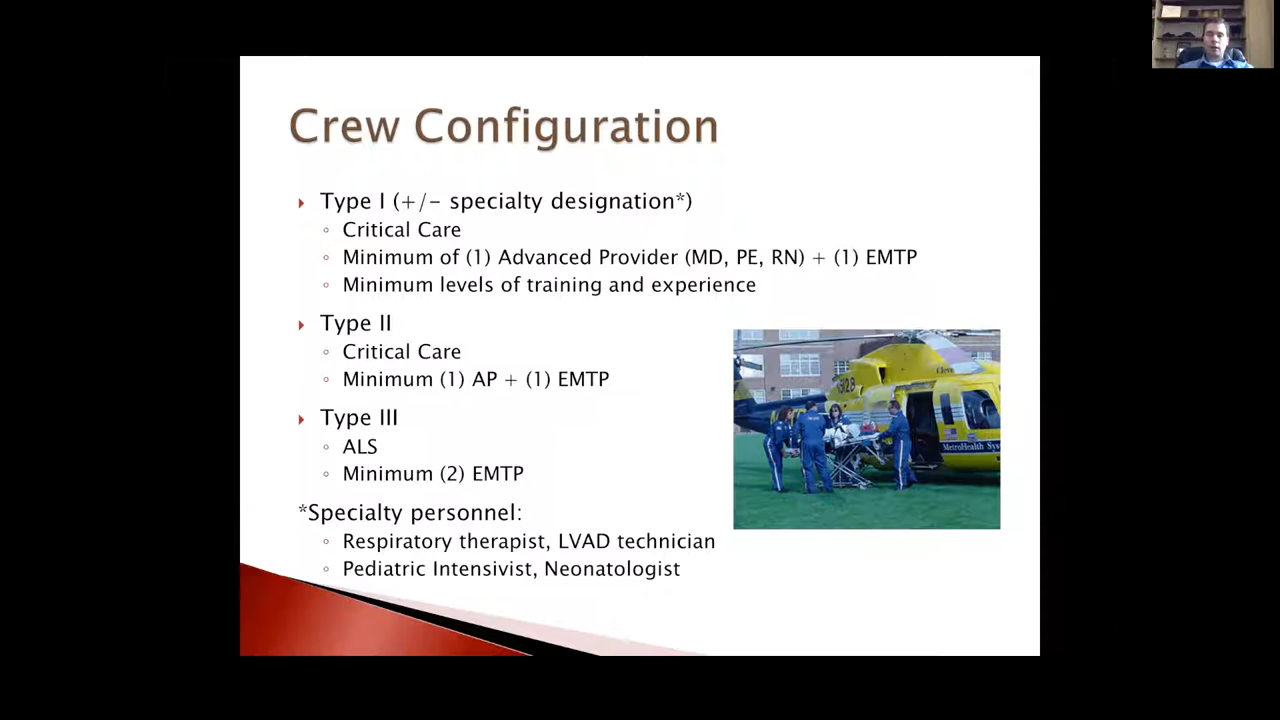 Crew Configuration
Type I (+/- specialty designation*)
Critical Care
Minimum of (1) Advanced Provider (MD, PE, RN) + (1) EMTP
Minimum levels of training and experience
Type II
Critical Care
Minimum (1) AP + (1) EMTP
Type III
ALS
Minimum (2) EMTP
*Specialty personnel:
Respiratory therapist, LVAD technician
Pediatric Intensivist, Neonatologist
MetroHealth